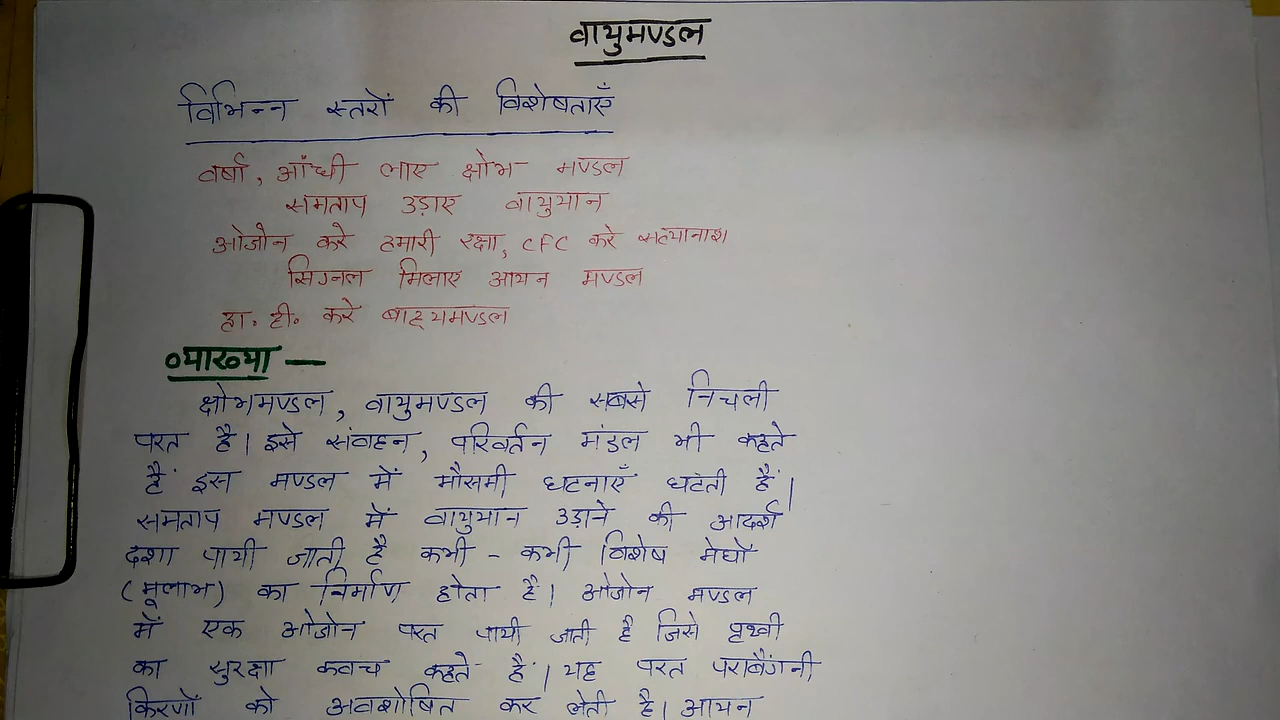 वायुमण्डल
विभिन्न स्तरों की विशेषताएँ
वर्षा, आंधी लाए क्षोभ मण्डल
समताप उड़ाए वायुयान
ओजोन करे हमारी रक्षा, CFC करे सत्यानाश
सिग्नल मिलाए आयन मण्डल
हा. ही. करे बाह्यमण्डल
व्याख्या —
क्षोभमण्डल, वायुमण्डल की सबसे निचली
परत है। इसे संवाहन, परिवर्तन मंडल भी कहते
हैं इस मण्डल में मौसमी घटनाएँ घटती हैं।
समताप मण्डल में वायुयान उड़ाने की आदर्श
दशा पायी जाती है कभी - कभी विशेष मेघों
(मूलाभ) का निर्माण होता है। ओजोन मण्डल
में एक ओजोन परत पायी जाती है जिसे पृथ्वी
का सुरक्षा कवच कहते हैं। यह परत पराबैंगनी
किरणों को अवशोषित कर लेती है। आयन